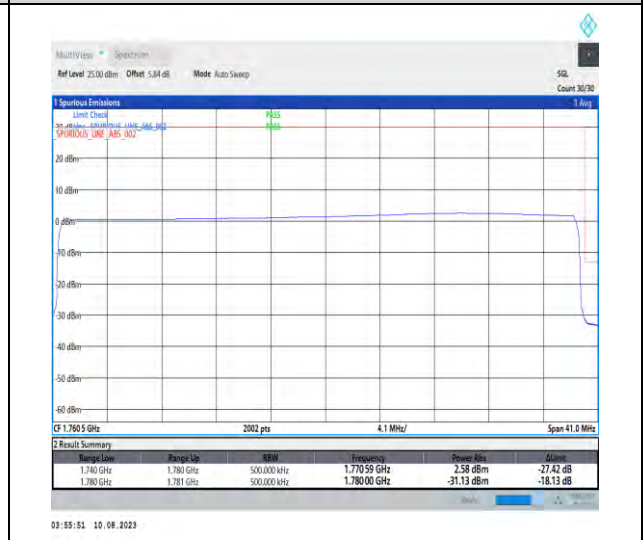 MultiView Spectrum
Ref Level 25.00 dBm Offset 5.84 dB Mode Auto Sweep SGL
Count 30/30
1 Spurious Emissions 1 Avg
Limit Check PASS
Line _SPURIOUS_LINE_ABS_002 PASS
_SPURIOUS_LINE_ABS_002
20 dBm
10 dBm
0 dBm
-10 dBm
-20 dBm
-30 dBm
-40 dBm
-50 dBm
-60 dBm
CF 1.7605 GHz 2002 pts 4.1 MHz/ Span 41.0 MHz
2 Result Summary
Range Low Range Up RBW Frequency Power Abs ΔLimit
1.740 GHz 1.780 GHz 500.000 kHz 1.77059 GHz 2.58 dBm -27.42 dB
1.780 GHz 1.781 GHz 500.000 kHz 1.78000 GHz -31.13 dBm -18.13 dB
Ready
03:55:51 10.08.2023